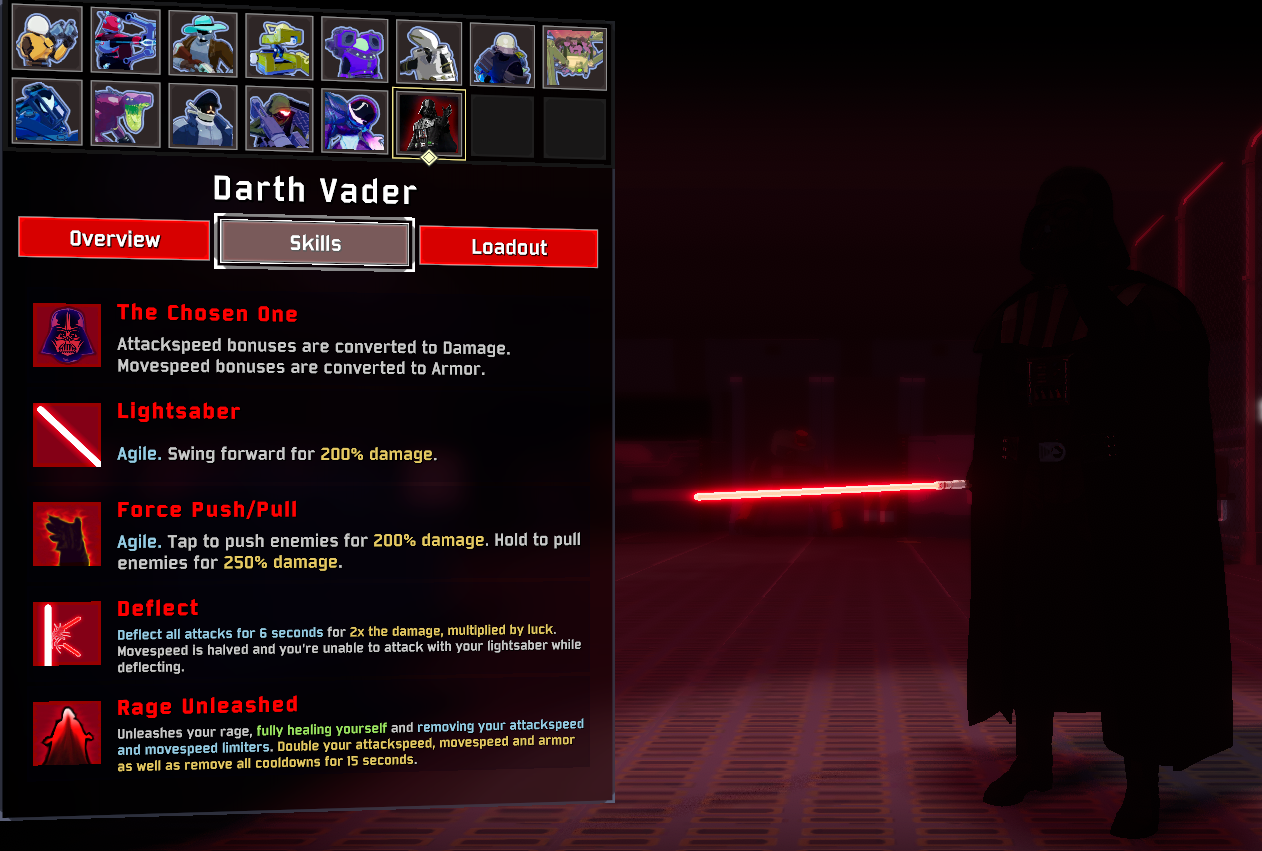 Darth Vader
Overview
Skills
Loadout
The Chosen One
Attackspeed bonuses are converted to Damage.
Movespeed bonuses are converted to Armor.
Lightsaber
Agile. Swing forward for 200% damage.
Force Push/Pull
Agile. Tap to push enemies for 200% damage. Hold to pull
enemies for 250% damage.
Deflect
Deflect all attacks for 6 seconds for 2x the damage, multiplied by luck.
Movespeed is halved and you're unable to attack with your lightsaber while
deflecting.
Rage Unleashed
Unleashes your rage, fully healing yourself and removing your attackspeed
and movespeed limiters. Double your attackspeed, movespeed and armor
as well as remove all cooldowns for 15 seconds.